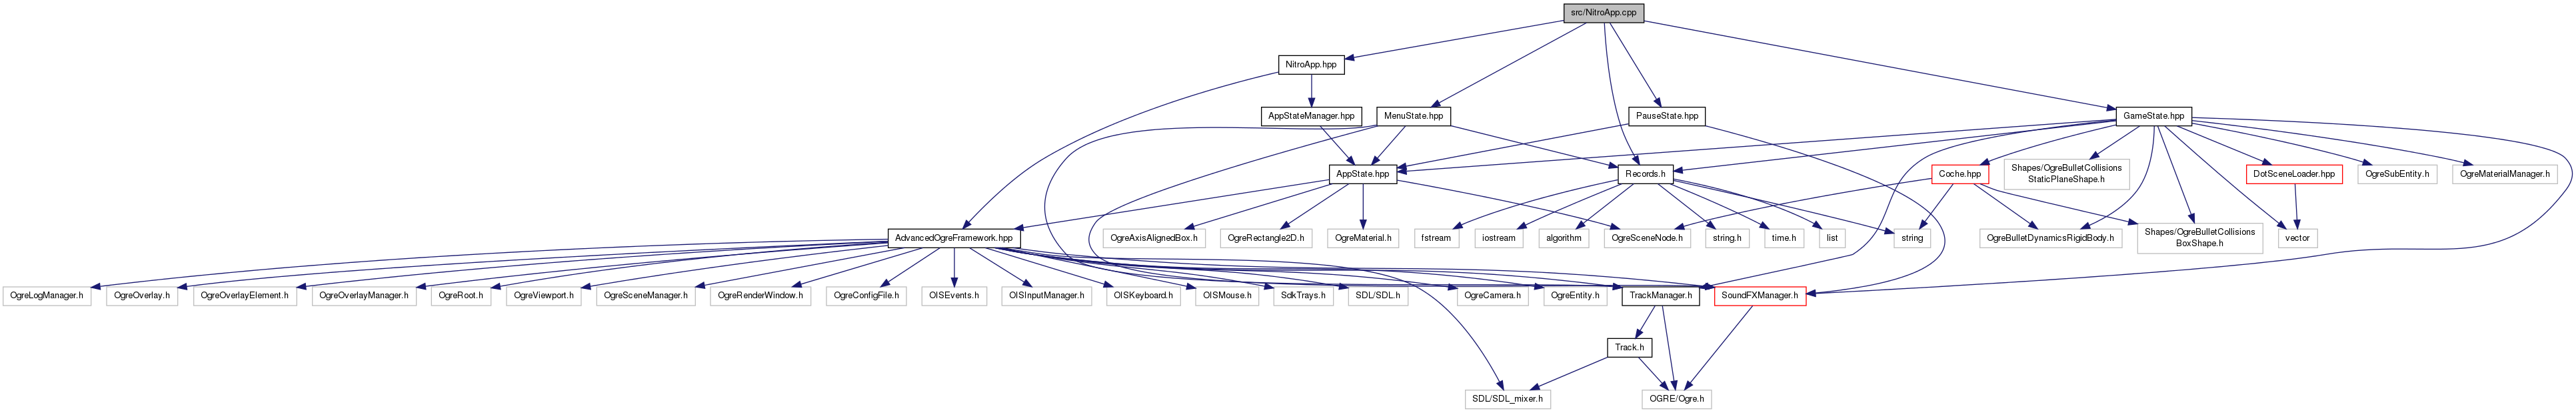 src/NitroApp.cpp
NitroApp.hpp
AppStateManager.hpp
MenuState.hpp
PauseState.hpp
GameState.hpp
AppState.hpp
Records.h
Coche.hpp
Shapes/OgreBulletCollisions
StaticPlaneShape.h
DotSceneLoader.hpp
OgreSubEntity.h
OgreMaterialManager.h
AdvancedOgreFramework.hpp
OgreAxisAlignedBox.h
OgreRectangle2D.h
OgreMaterial.h
fstream
iostream
algorithm
OgreSceneNode.h
string.h
time.h
list
string
OgreBulletDynamicsRigidBody.h
Shapes/OgreBulletCollisions
BoxShape.h
vector
OgreLogManager.h
OgreOverlay.h
OgreOverlayElement.h
OgreOverlayManager.h
OgreRoot.h
OgreViewport.h
OgreSceneManager.h
OgreRenderWindow.h
OgreConfigFile.h
OISEvents.h
OISInputManager.h
OISKeyboard.h
OISMouse.h
SdkTrays.h
SDL/SDL.h
OgreCamera.h
OgreEntity.h
TrackManager.h
SoundFXManager.h
Track.h
SDL/SDL_mixer.h
OGRE/Ogre.h